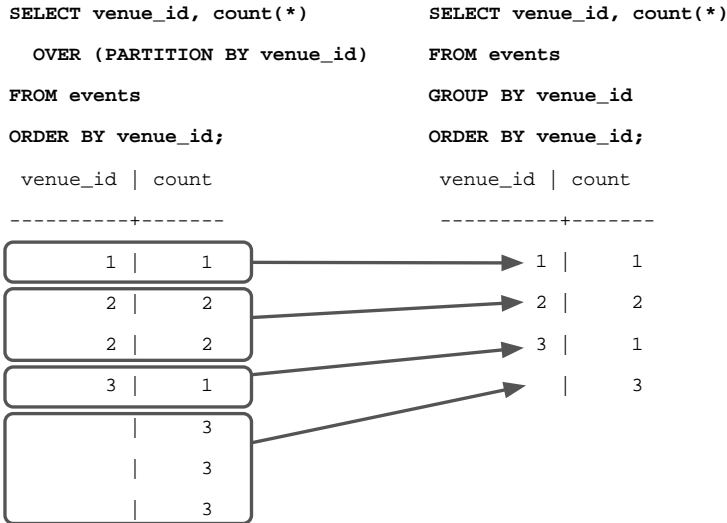 SELECT venue_id, count(*)
OVER (PARTITION BY venue_id)
FROM events
ORDER BY venue_id;
venue_id | count
----------+-------
1 | 1
2 | 2
2 | 2
3 | 1
| 3
| 3
| 3
SELECT venue_id, count(*)
FROM events
GROUP BY venue_id
ORDER BY venue_id;
venue_id | count
----------+-------
1 | 1
2 | 2
3 | 1
| 3